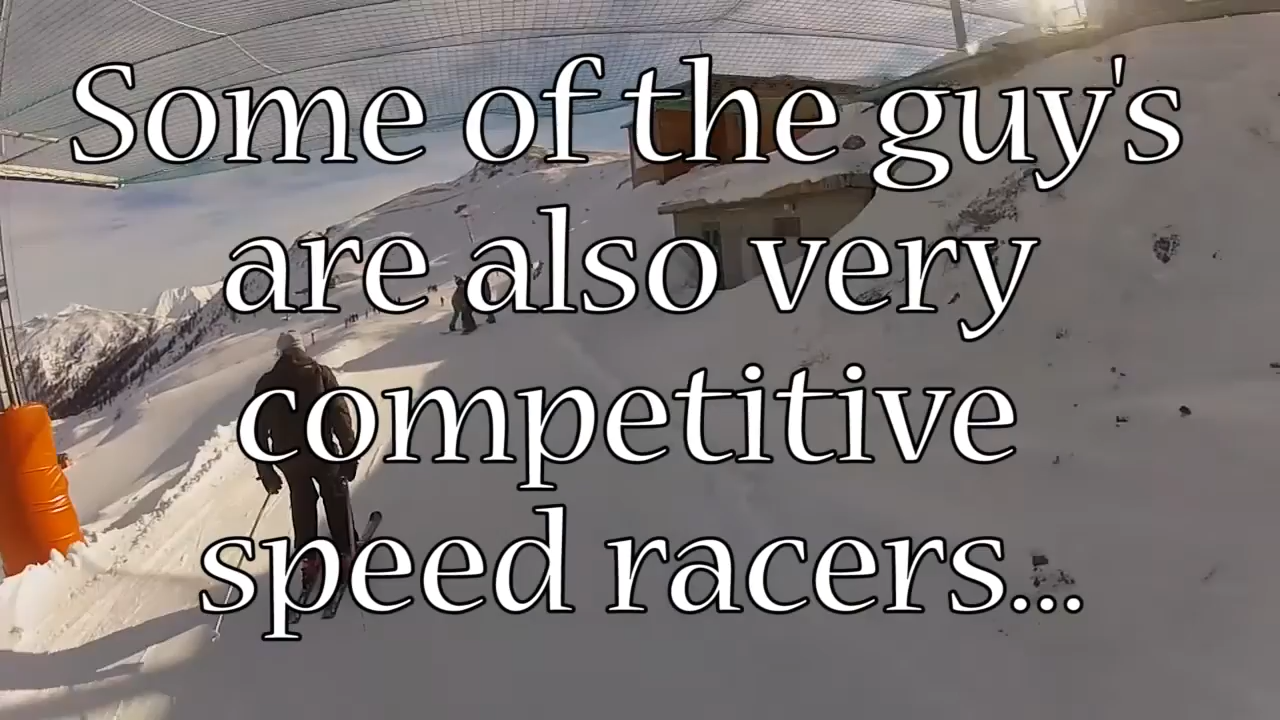 Some of the guy's
are also very
competitive
speed racers...